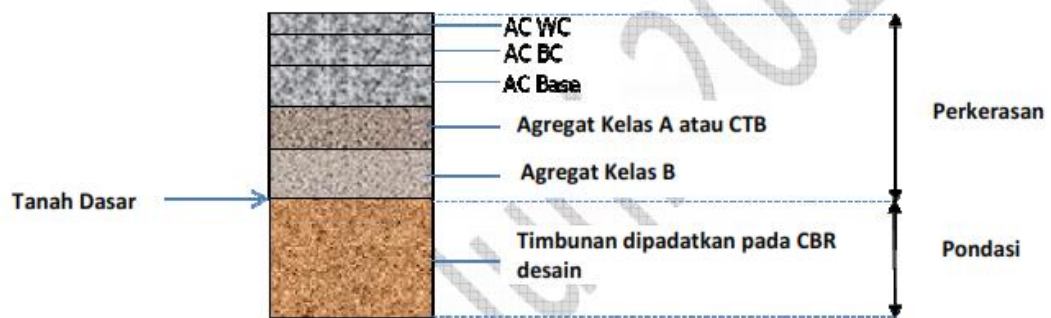 AC WC
AC BC
AC Base
Agregat Kelas A atau CTB
Perkerasan
Agregat Kelas B
Tanah Dasar
Timbunan dipadatkan pada CBR
desain
Pondasi